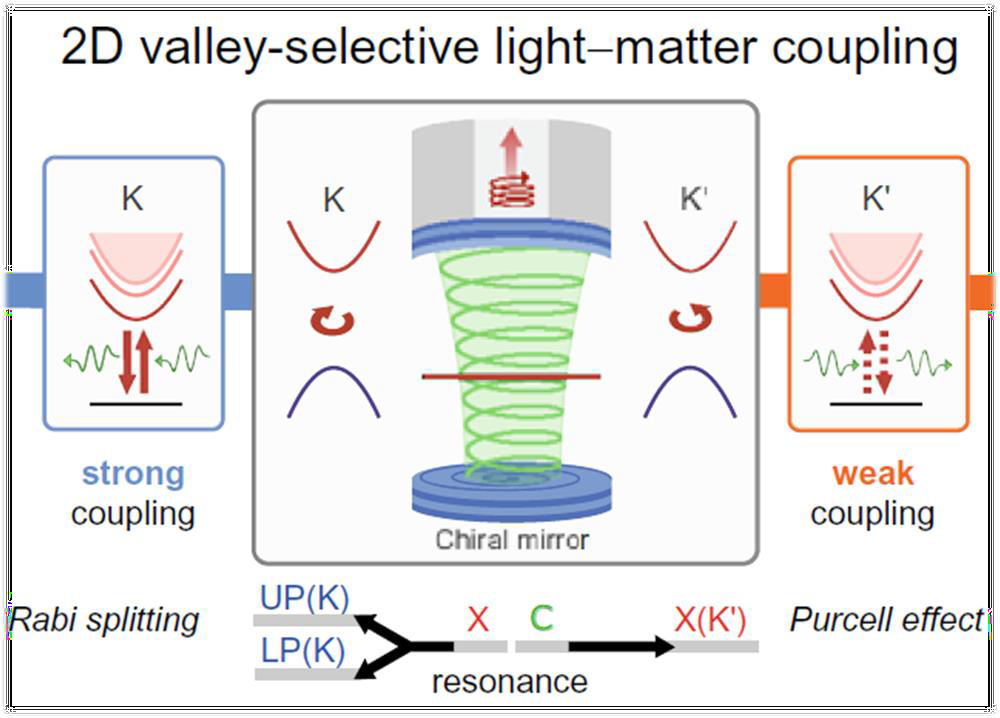 2D valley-selective light–matter coupling
K
K
K'
K'
strong
coupling
Chiral mirror
weak
coupling
Rabi splitting
UP(K)
LP(K)
X
C
X(K')
resonance
Purcell effect